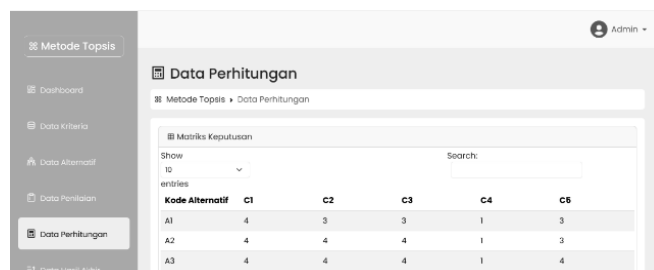 Admin
Metode Topsis
Data Perhitungan
Dashboard
Metode Topsis Data Perhitungan
Data Kriteria
Matriks Keputusan
Data Alternatif
Show Search:
10
entries
Data Penilaian
Kode Alternatif C1 C2 C3 C4 C6
A1 4 3 3 1 3
Data Perhitungan
A2 4 4 4 1 3
A3 4 4 4 1 4